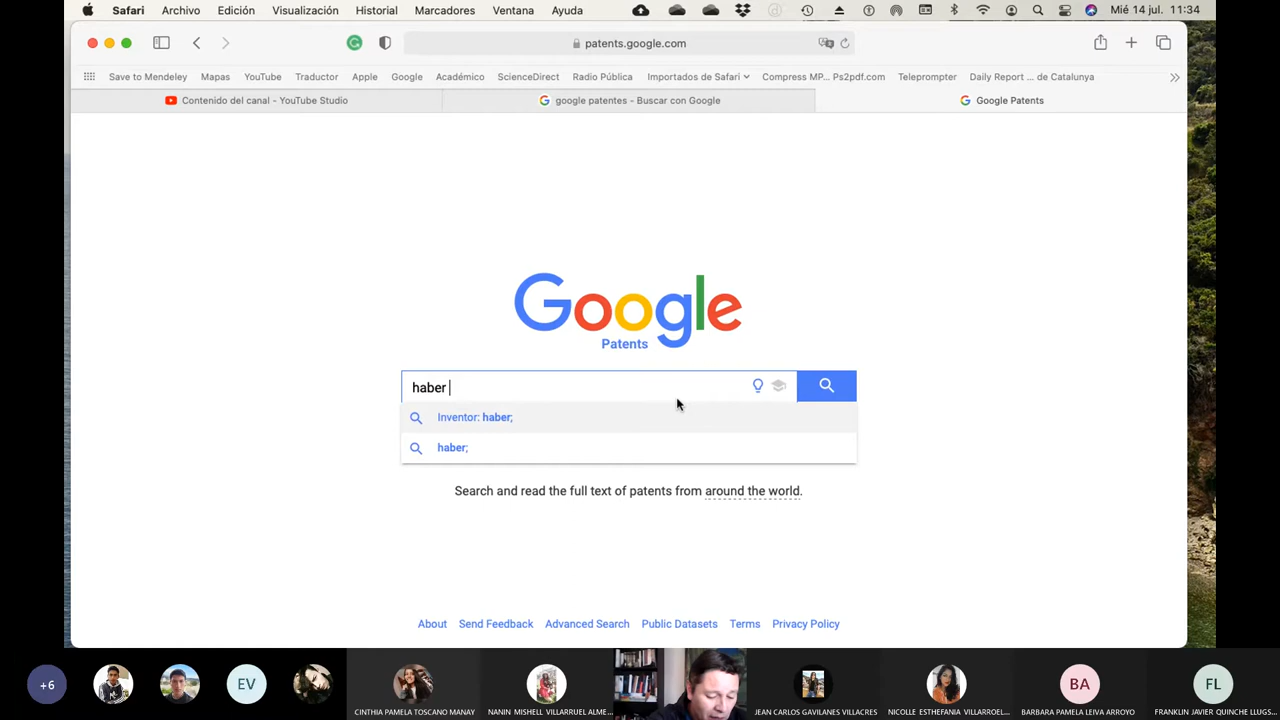 Safari Archivo Edición Visualización Historial Marcadores Ventana Ayuda Mié 14 jul. 11:34
patents.google.com
Save to Mendeley Mapas YouTube Traductor Apple Google Académico ScienceDirect Radio Pública Importados de Safari Compress MP... Ps2pdf.com Teleprompter Daily Report ... de Catalunya
Contenido del canal - YouTube Studio google patentes - Buscar con Google Google Patents
Google
Patents
haber
Inventor: haber;
haber;
Search and read the full text of patents from around the world.
About Send Feedback Advanced Search Public Datasets Terms Privacy Policy
+6 EV BA FL
CINTHIA PAMELA TOSCANO MANAY NANIN MISHELL VILLARRUEL ALME... JEAN CARLOS GAVILANES VILLACRES NICOLLE ESTHEFANIA VILLARROEL... BARBARA PAMELA LEIVA ARROYO FRANKLIN JAVIER QUINCHE LLUGS...